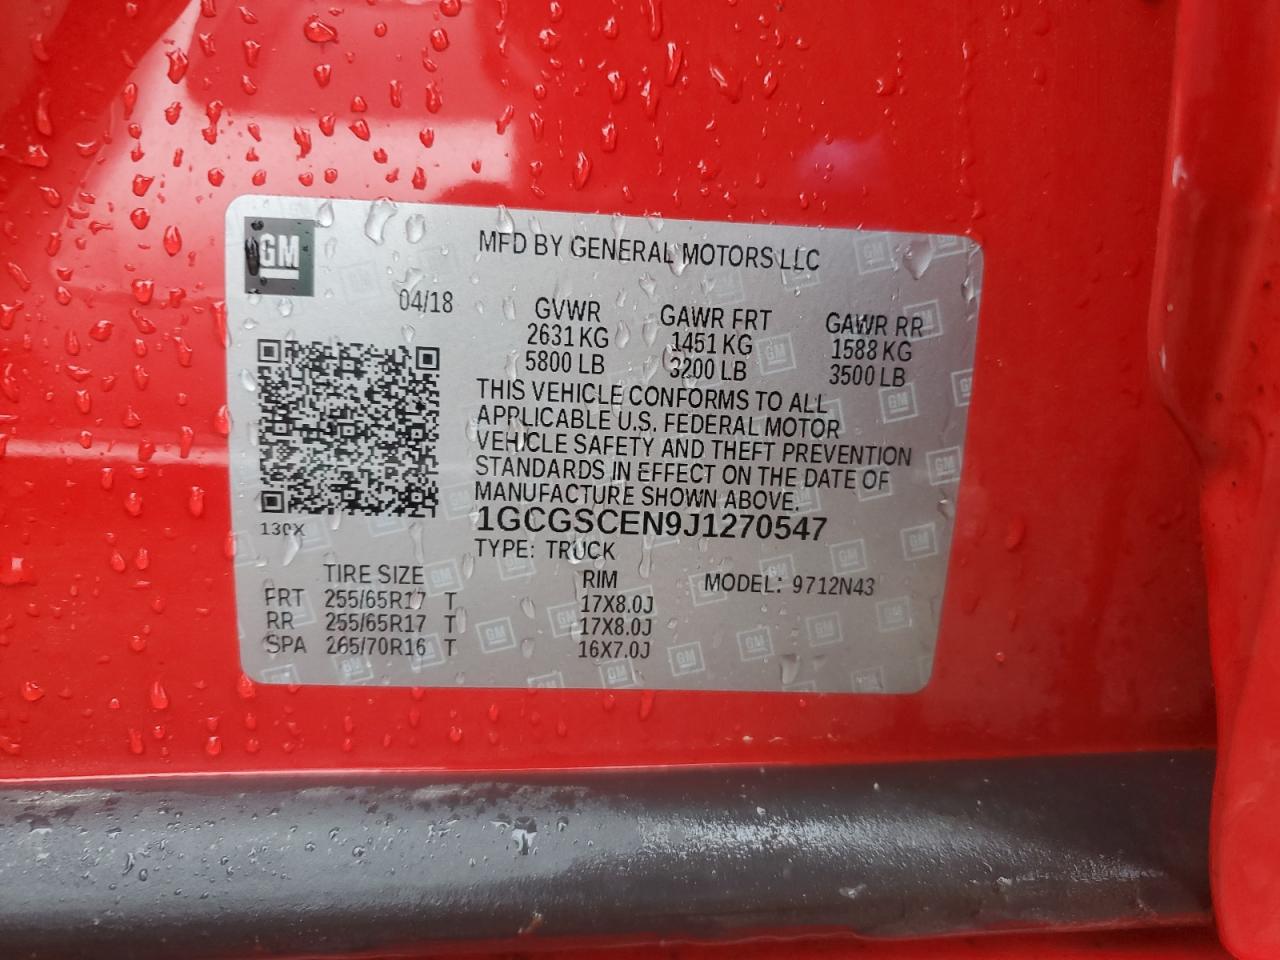 GM
MFD BY GENERAL MOTORS LLC
04/18
GVWR GAWR FRT GAWR RR
2631 KG 1451 KG 1588 KG
5800 LB 3200 LB 3500 LB
THIS VEHICLE CONFORMS TO ALL
APPLICABLE U.S. FEDERAL MOTOR
VEHICLE SAFETY AND THEFT PREVENTION
STANDARDS IN EFFECT ON THE DATE OF
MANUFACTURE SHOWN ABOVE.
1GCGSCEN9J1270547
130X
TYPE: TRUCK
TIRE SIZE RIM MODEL: 9712N43
FRT 255/65R17 T 17X8.0J
RR 255/65R17 T 17X8.0J
SPA 265/70R16 T 16X7.0J